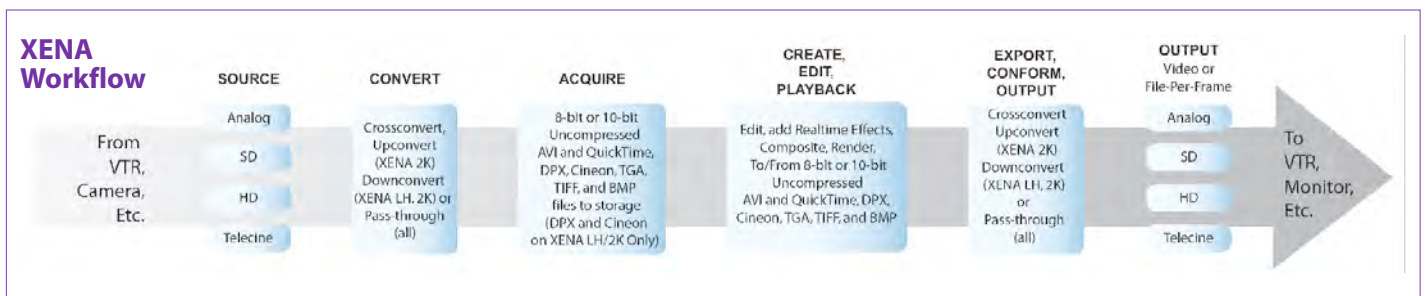 XENA
Workflow
From
VTR,
Camera,
Etc.
SOURCE
Analog
SD
HD
Telecine
CONVERT
Crossconvert,
Upconvert
(XENA 2K)
Downconvert
(XENA LH, 2K) or
Pass-through
(all)
ACQUIRE
8-bit or 10-bit
Uncompressed
AVI and QuickTime,
DPX, Cineon, TGA,
TIFF, and BMP
files to storage
(DPX and Cineon
on XENA LH/2K Only)
CREATE,
EDIT,
PLAYBACK
Edit, add Realtime Effects,
Composite, Render,
To/From 8-bit or 10-bit
Uncompressed
AVI and QuickTime, DPX,
Cineon, TGA, TIFF, and BMP
EXPORT,
CONFORM,
OUTPUT
Crossconvert
Upconvert
(XENA 2K)
Downconvert
(XENA LH, 2K)
or
Pass-through
(all)
OUTPUT
Video or
File-Per-Frame
Analog
SD
HD
Telecine
To
VTR,
Monitor,
Etc.